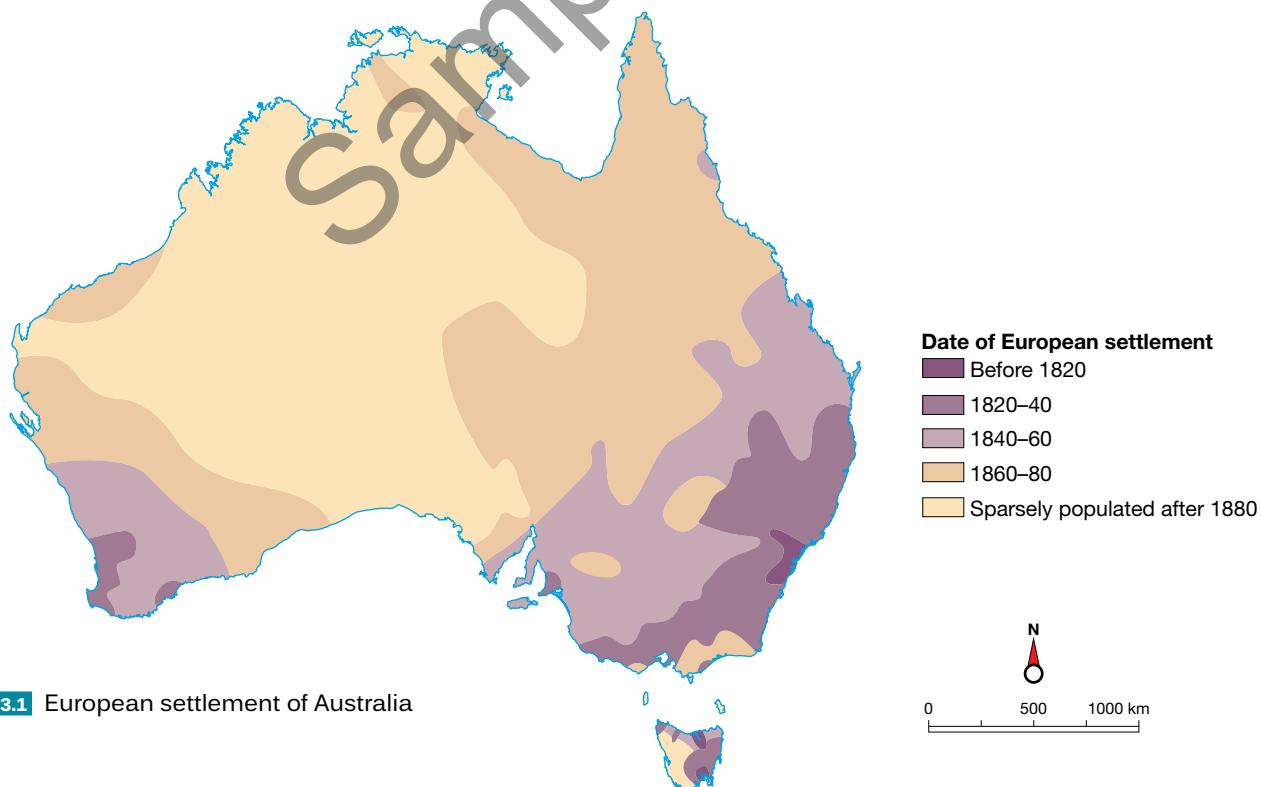 Samp
Date of European settlement
Before 1820
1820–40
1840–60
1860–80
Sparsely populated after 1880
N
0 500 1000 km
3.1 European settlement of Australia